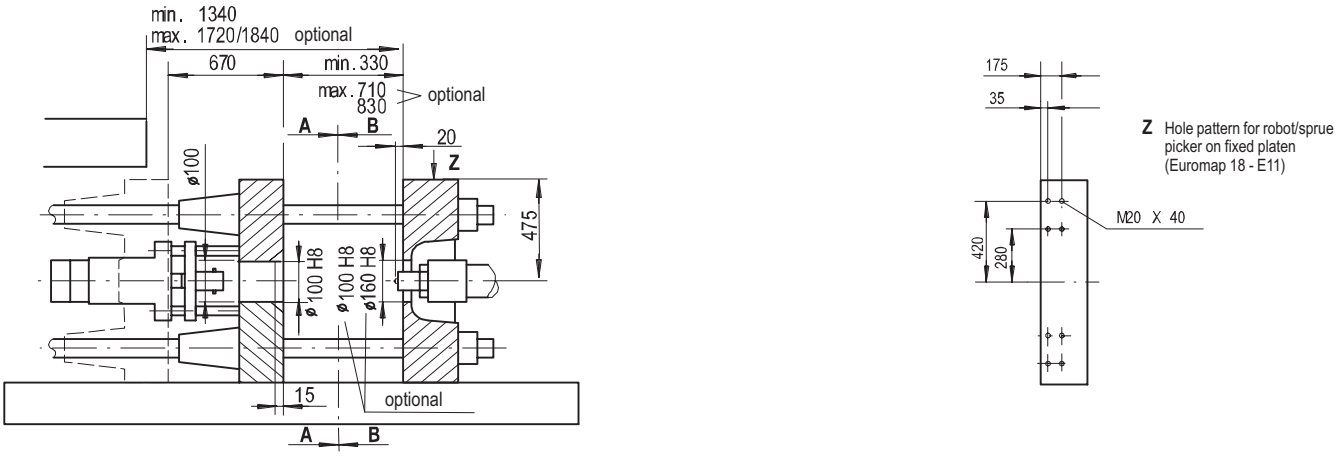 min. 1340
max. 1720/1840 optional
670
min.330
max.710
830
optional
A B
20
Z
ø100
475
ø100 H8
ø100 H8
ø160 H8
15
optional
A B
175
35
Z Hole pattern for robot/sprue
picker on fixed platen
(Euromap 18 - E11)
M20 X 40
420
280